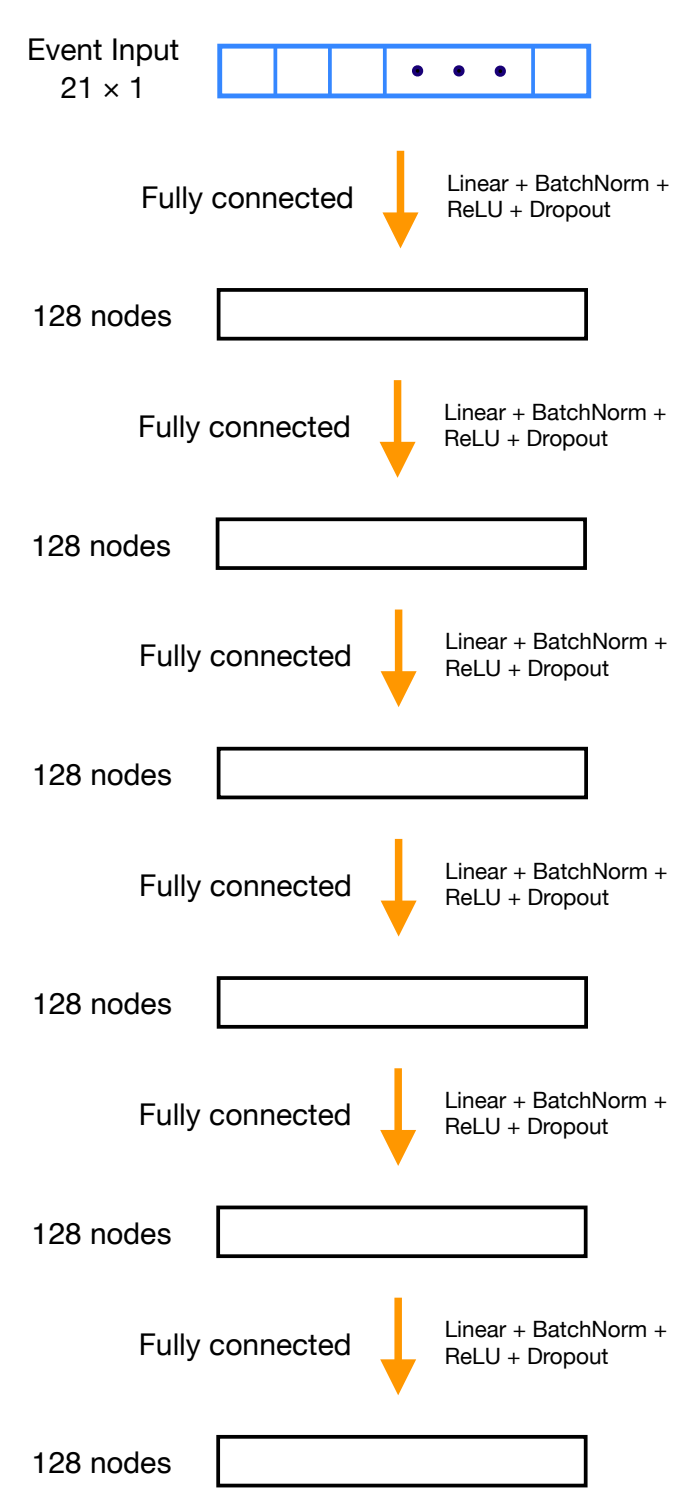 Event Input
21 × 1
Fully connected
Linear + BatchNorm +
ReLU + Dropout
128 nodes
Fully connected
Linear + BatchNorm +
ReLU + Dropout
128 nodes
Fully connected
Linear + BatchNorm +
ReLU + Dropout
128 nodes
Fully connected
Linear + BatchNorm +
ReLU + Dropout
128 nodes
Fully connected
Linear + BatchNorm +
ReLU + Dropout
128 nodes
Fully connected
Linear + BatchNorm +
ReLU + Dropout
128 nodes